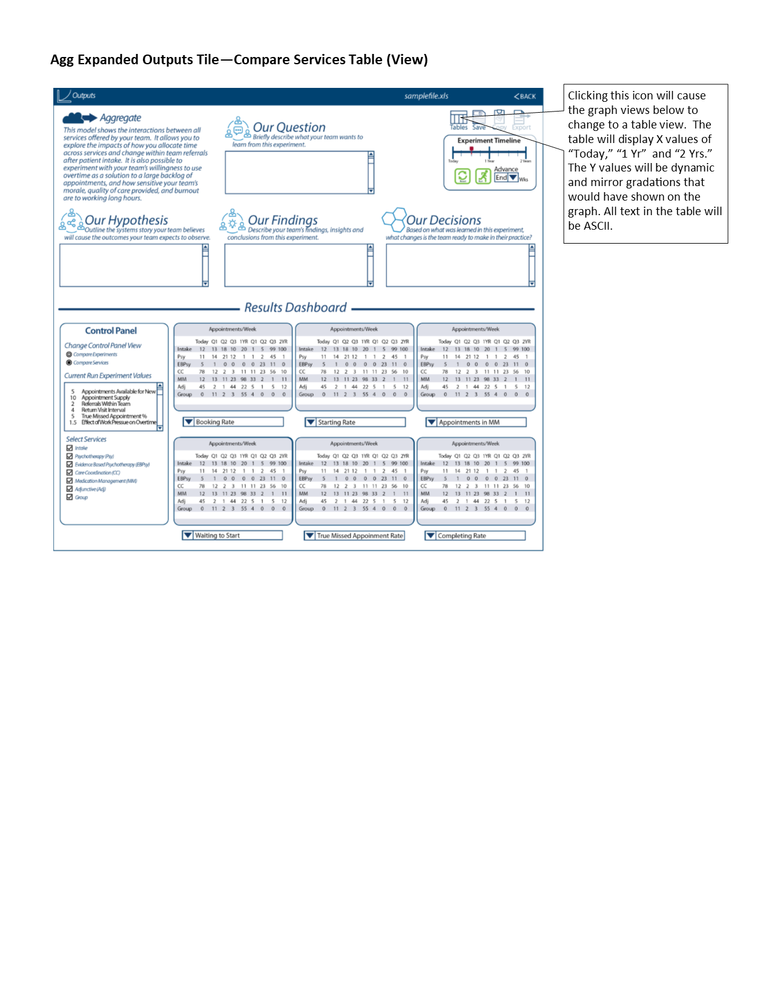 Agg Expanded Outputs Tile—Compare Services Table (View)
Outputs
samplefile.xls
<BACK
Clicking this icon will cause
the graph views below to
change to a table view.  The
table will display X values of
“Today,” “1 Yr”  and “2 Yrs.”
The Y values will be dynamic
and mirror gradations that
would have shown on the
graph. All text in the table will
be ASCII.
Aggregate
This model shows the interactions between all
services offered by your team.  It allows you to
explore the impacts of how you allocate time
across services and change within team referrals
after patient intake.  It is also possible to
experiment with your team's willingness to use
overtime as a solution to a large backlog of
appointments, and how sensitive your team's
morale, quality of care provided, and burnout
are to working long hours.
Our Question
Briefly describe what your team wants to
learn from this experiment.
Tables Save Copy Export
Experiment Timeline
Today 1 Year 2 Years
Advance
End Wks
Our Hypothesis
Outline the systems story your team believes
will cause the outcomes your team expects to observe.
Our Findings
Describe your team's findings, insights and
conclusions from this experiment.
Our Decisions
Based on what was learned in this experiment,
what changes is the team ready to make in their practice?
Results Dashboard
Control Panel
Change Control Panel View
Compare Experiments
Compare Services
Current Run Experiment Values
5 Appointments Available for New
10 Appointment Supply
2 Referrals Within Team
4 Return Visit Interval
5 True Missed Appointment %
1.5 Effect of Work Pressue on Overtime
Select Services
Intake
Psychotherapy (Psy)
Evidence Based Psychotherapy (EBPsy)
Care Coordination (CC)
Medication Management (MM)
Adjunctive (Adj)
Group
Appointments/Week
Today Q1 Q2 Q3 1YR Q1 Q2 Q3 2YR
Intake 12 13 18 10 20 1 5 99 100
Psy 11 14 21 12 1 1 2 45 1
EBPsy 5 1 0 0 0 0 23 11 0
CC 78 12 2 3 11 11 23 56 10
MM 12 13 11 23 98 33 2 1 11
Adj 45 2 1 44 22 5 1 5 12
Group 0 11 2 3 55 4 0 0 0
Booking Rate
Appointments/Week
Today Q1 Q2 Q3 1YR Q1 Q2 Q3 2YR
Intake 12 13 18 10 20 1 5 99 100
Psy 11 14 21 12 1 1 2 45 1
EBPsy 5 1 0 0 0 0 23 11 0
CC 78 12 2 3 11 11 23 56 10
MM 12 13 11 23 98 33 2 1 11
Adj 45 2 1 44 22 5 1 5 12
Group 0 11 2 3 55 4 0 0 0
Starting Rate
Appointments/Week
Today Q1 Q2 Q3 1YR Q1 Q2 Q3 2YR
Intake 12 13 18 10 20 1 5 99 100
Psy 11 14 21 12 1 1 2 45 1
EBPsy 5 1 0 0 0 0 23 11 0
CC 78 12 2 3 11 11 23 56 10
MM 12 13 11 23 98 33 2 1 11
Adj 45 2 1 44 22 5 1 5 12
Group 0 11 2 3 55 4 0 0 0
Appointments in MM
Appointments/Week
Today Q1 Q2 Q3 1YR Q1 Q2 Q3 2YR
Intake 12 13 18 10 20 1 5 99 100
Psy 11 14 21 12 1 1 2 45 1
EBPsy 5 1 0 0 0 0 23 11 0
CC 78 12 2 3 11 11 23 56 10
MM 12 13 11 23 98 33 2 1 11
Adj 45 2 1 44 22 5 1 5 12
Group 0 11 2 3 55 4 0 0 0
Waiting to Start
Appointments/Week
Today Q1 Q2 Q3 1YR Q1 Q2 Q3 2YR
Intake 12 13 18 10 20 1 5 99 100
Psy 11 14 21 12 1 1 2 45 1
EBPsy 5 1 0 0 0 0 23 11 0
CC 78 12 2 3 11 11 23 56 10
MM 12 13 11 23 98 33 2 1 11
Adj 45 2 1 44 22 5 1 5 12
Group 0 11 2 3 55 4 0 0 0
True Missed Appoinment Rate
Appointments/Week
Today Q1 Q2 Q3 1YR Q1 Q2 Q3 2YR
Intake 12 13 18 10 20 1 5 99 100
Psy 11 14 21 12 1 1 2 45 1
EBPsy 5 1 0 0 0 0 23 11 0
CC 78 12 2 3 11 11 23 56 10
MM 12 13 11 23 98 33 2 1 11
Adj 45 2 1 44 22 5 1 5 12
Group 0 11 2 3 55 4 0 0 0
Completing Rate